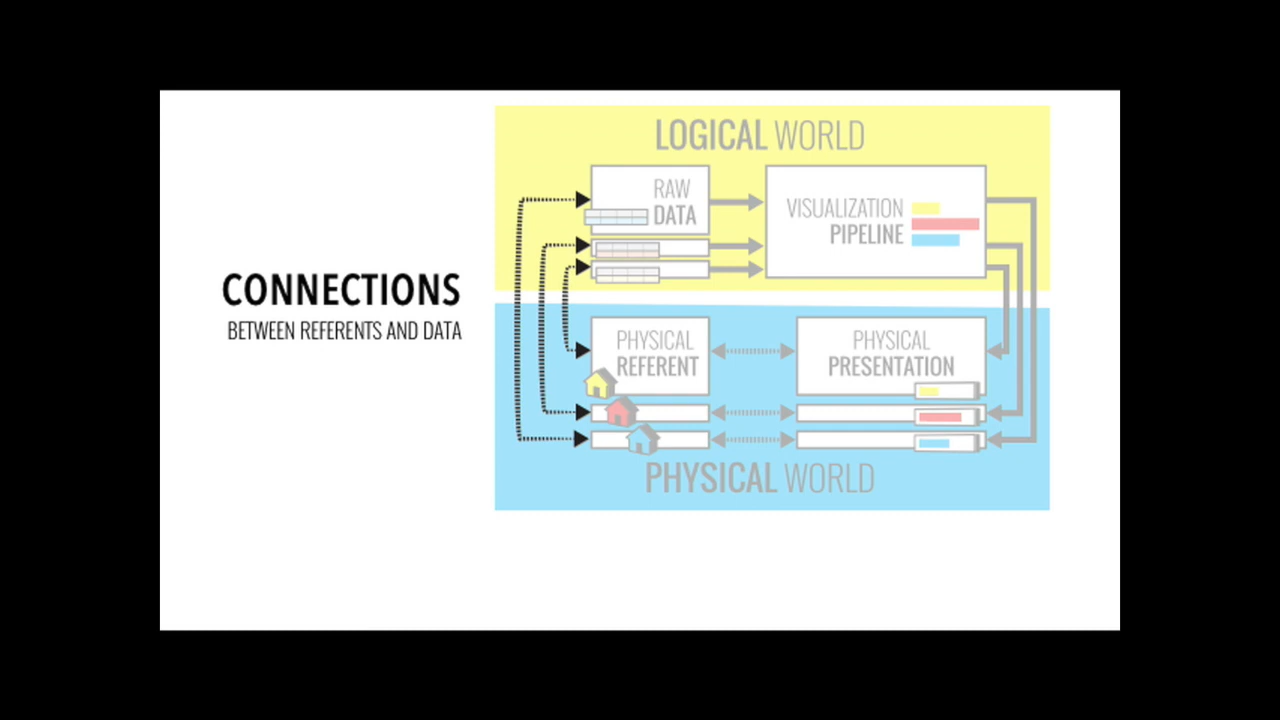 CONNECTIONS
BETWEEN REFERENTS AND DATA
LOGICAL WORLD
RAW
DATA
VISUALIZATION
PIPELINE
PHYSICAL
REFERENT
PHYSICAL
PRESENTATION
PHYSICAL WORLD